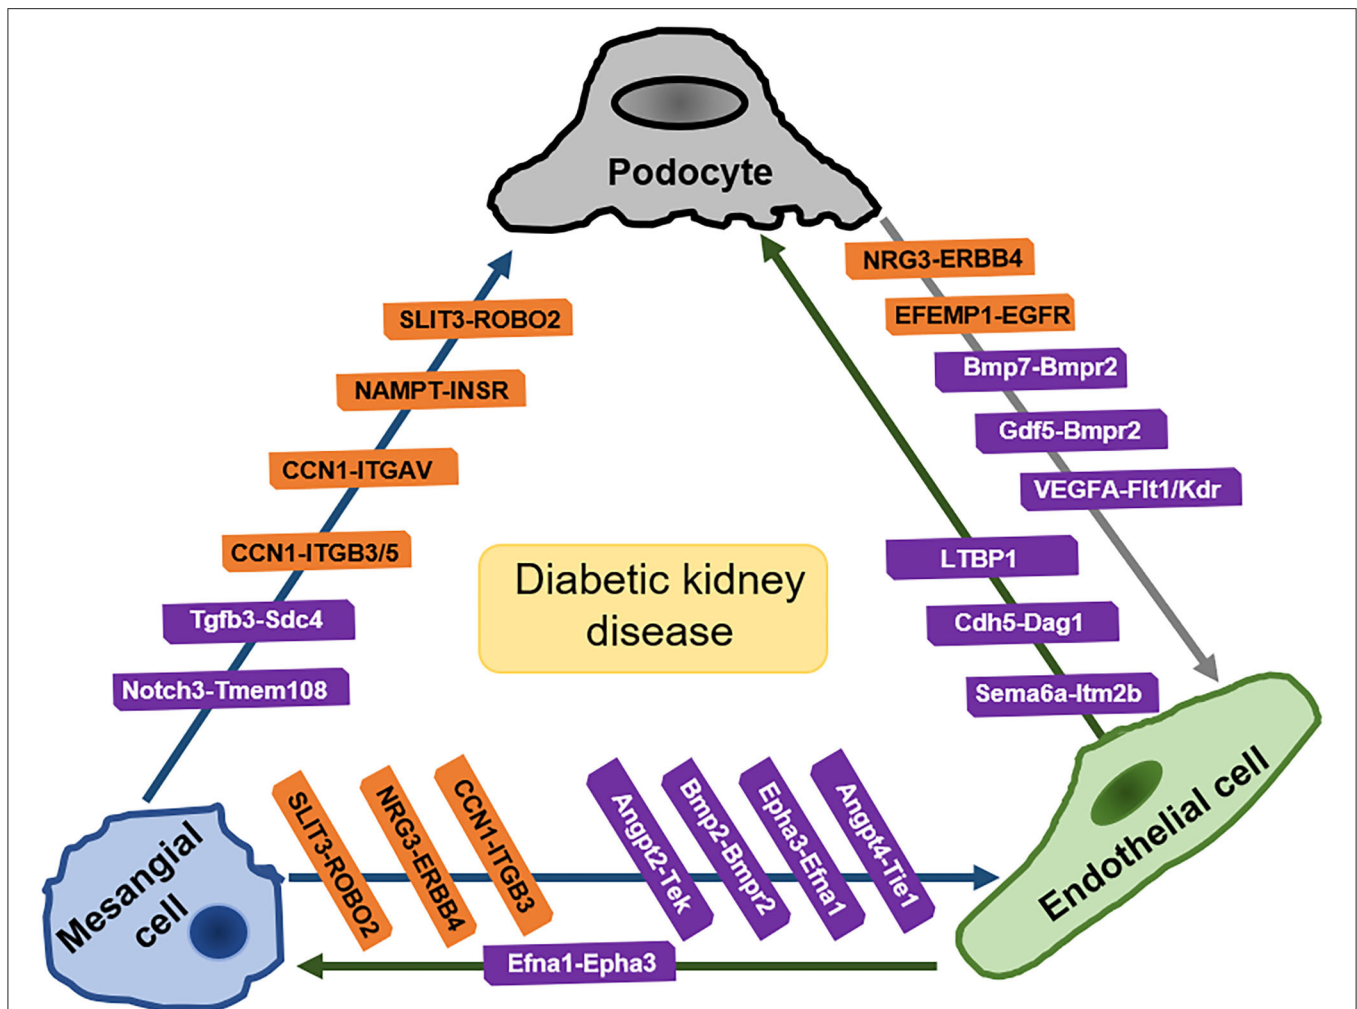 Podocyte
NRG3-ERBB4
EFEMP1-EGFR
Bmp7-Bmpr2
Gdf5-Bmpr2
VEGFA-Flt1/Kdr
SLIT3-ROBO2
NAMPT-INSR
CCN1-ITGAV
CCN1-ITGB3/5
Tgfb3-Sdc4
Notch3-Tmem108
Diabetic kidney
disease
LTBP1
Cdh5-Dag1
Sema6a-Itm2b
Mesangial
cell
SLIT3-ROBO2
NRG3-ERBB4
CCN1-ITGB3
Angpt2-Tek
Bmp2-Bmpr2
Epha3-Efna1
Angpt4-Tie1
Endothelial cell
Efna1-Epha3